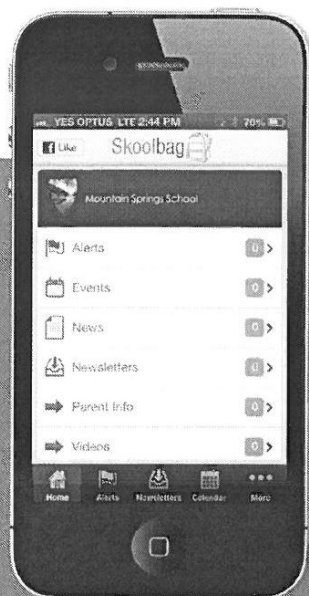 YES OPTUS LTE 2:44 PM 70%
Like Skoolbag
Mountain Springs School
Alerts 0
Events 0
News 0
Newsletters 0
Parent Info 0
Videos 0
Home Alerts Newsletters Calendar More